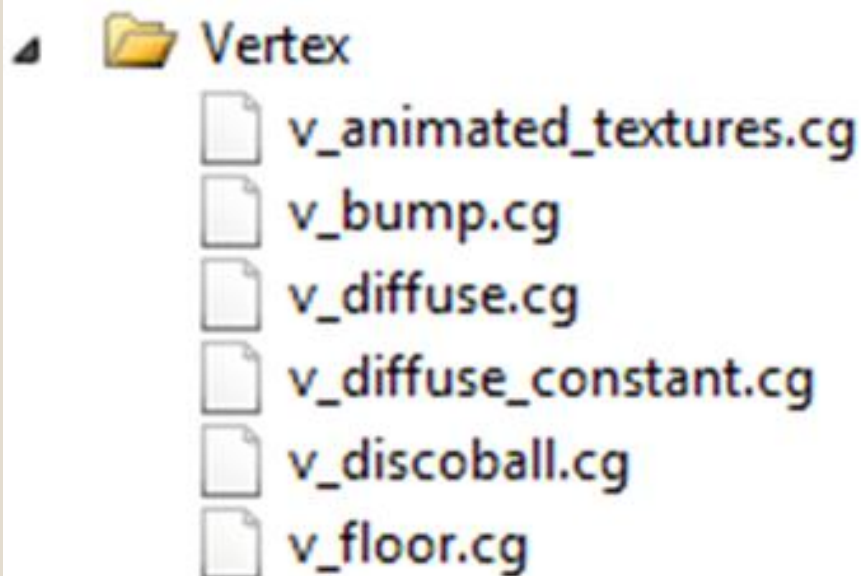 Vertex
v_animated_textures.cg
v_bump.cg
v_diffuse.cg
v_diffuse_constant.cg
v_discoball.cg
v_floor.cg